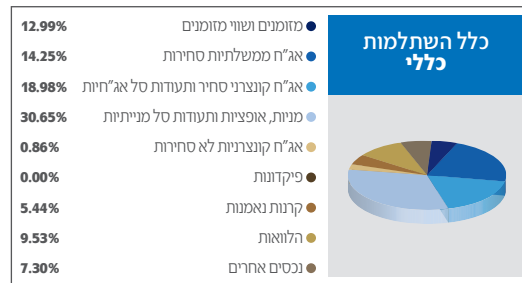 כלל השתלמות
כללי
מזומנים ושווי מזומנים 12.99%
אג"ח ממשלתיות סחירות 14.25%
אג"ח קונצרני סחיר ותעודות סל אג"חיות 18.98%
מניות, אופציות ותעודות סל מנייתיות 30.65%
אג"ח קונצרניות לא סחירות 0.86%
פיקדונות 0.00%
קרנות נאמנות 5.44%
הלוואות 9.53%
נכסים אחרים 7.30%